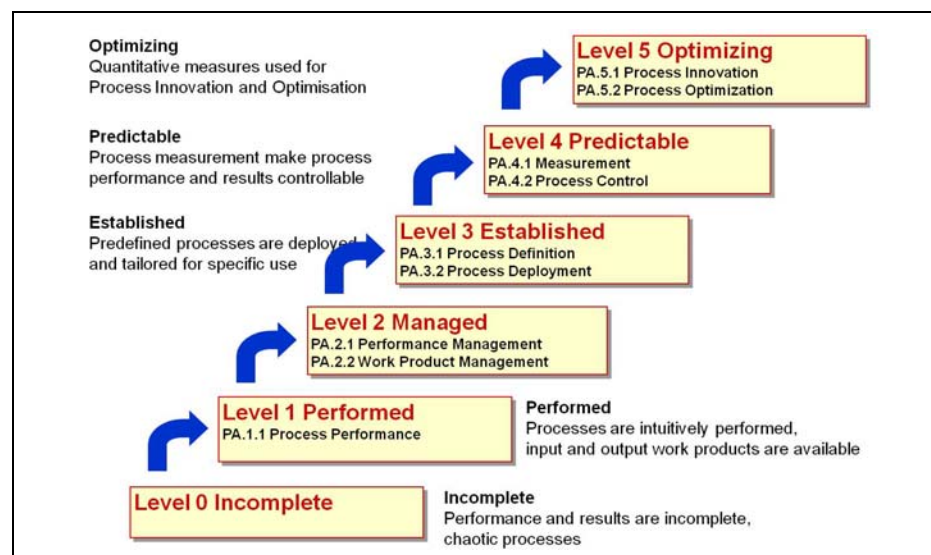 Optimizing
Quantitative measures used for
Process Innovation and Optimisation
Level 5 Optimizing
PA.5.1 Process Innovation
PA.5.2 Process Optimization
Predictable
Process measurement make process
performance and results controllable
Level 4 Predictable
PA.4.1 Measurement
PA.4.2 Process Control
Established
Predefined processes are deployed
and tailored for specific use
Level 3 Established
PA.3.1 Process Definition
PA.3.2 Process Deployment
Level 2 Managed
PA.2.1 Performance Management
PA.2.2 Work Product Management
Level 1 Performed
PA.1.1 Process Performance
Performed
Processes are intuitively performed,
input and output work products are available
Level 0 Incomplete
Incomplete
Performance and results are incomplete,
chaotic processes